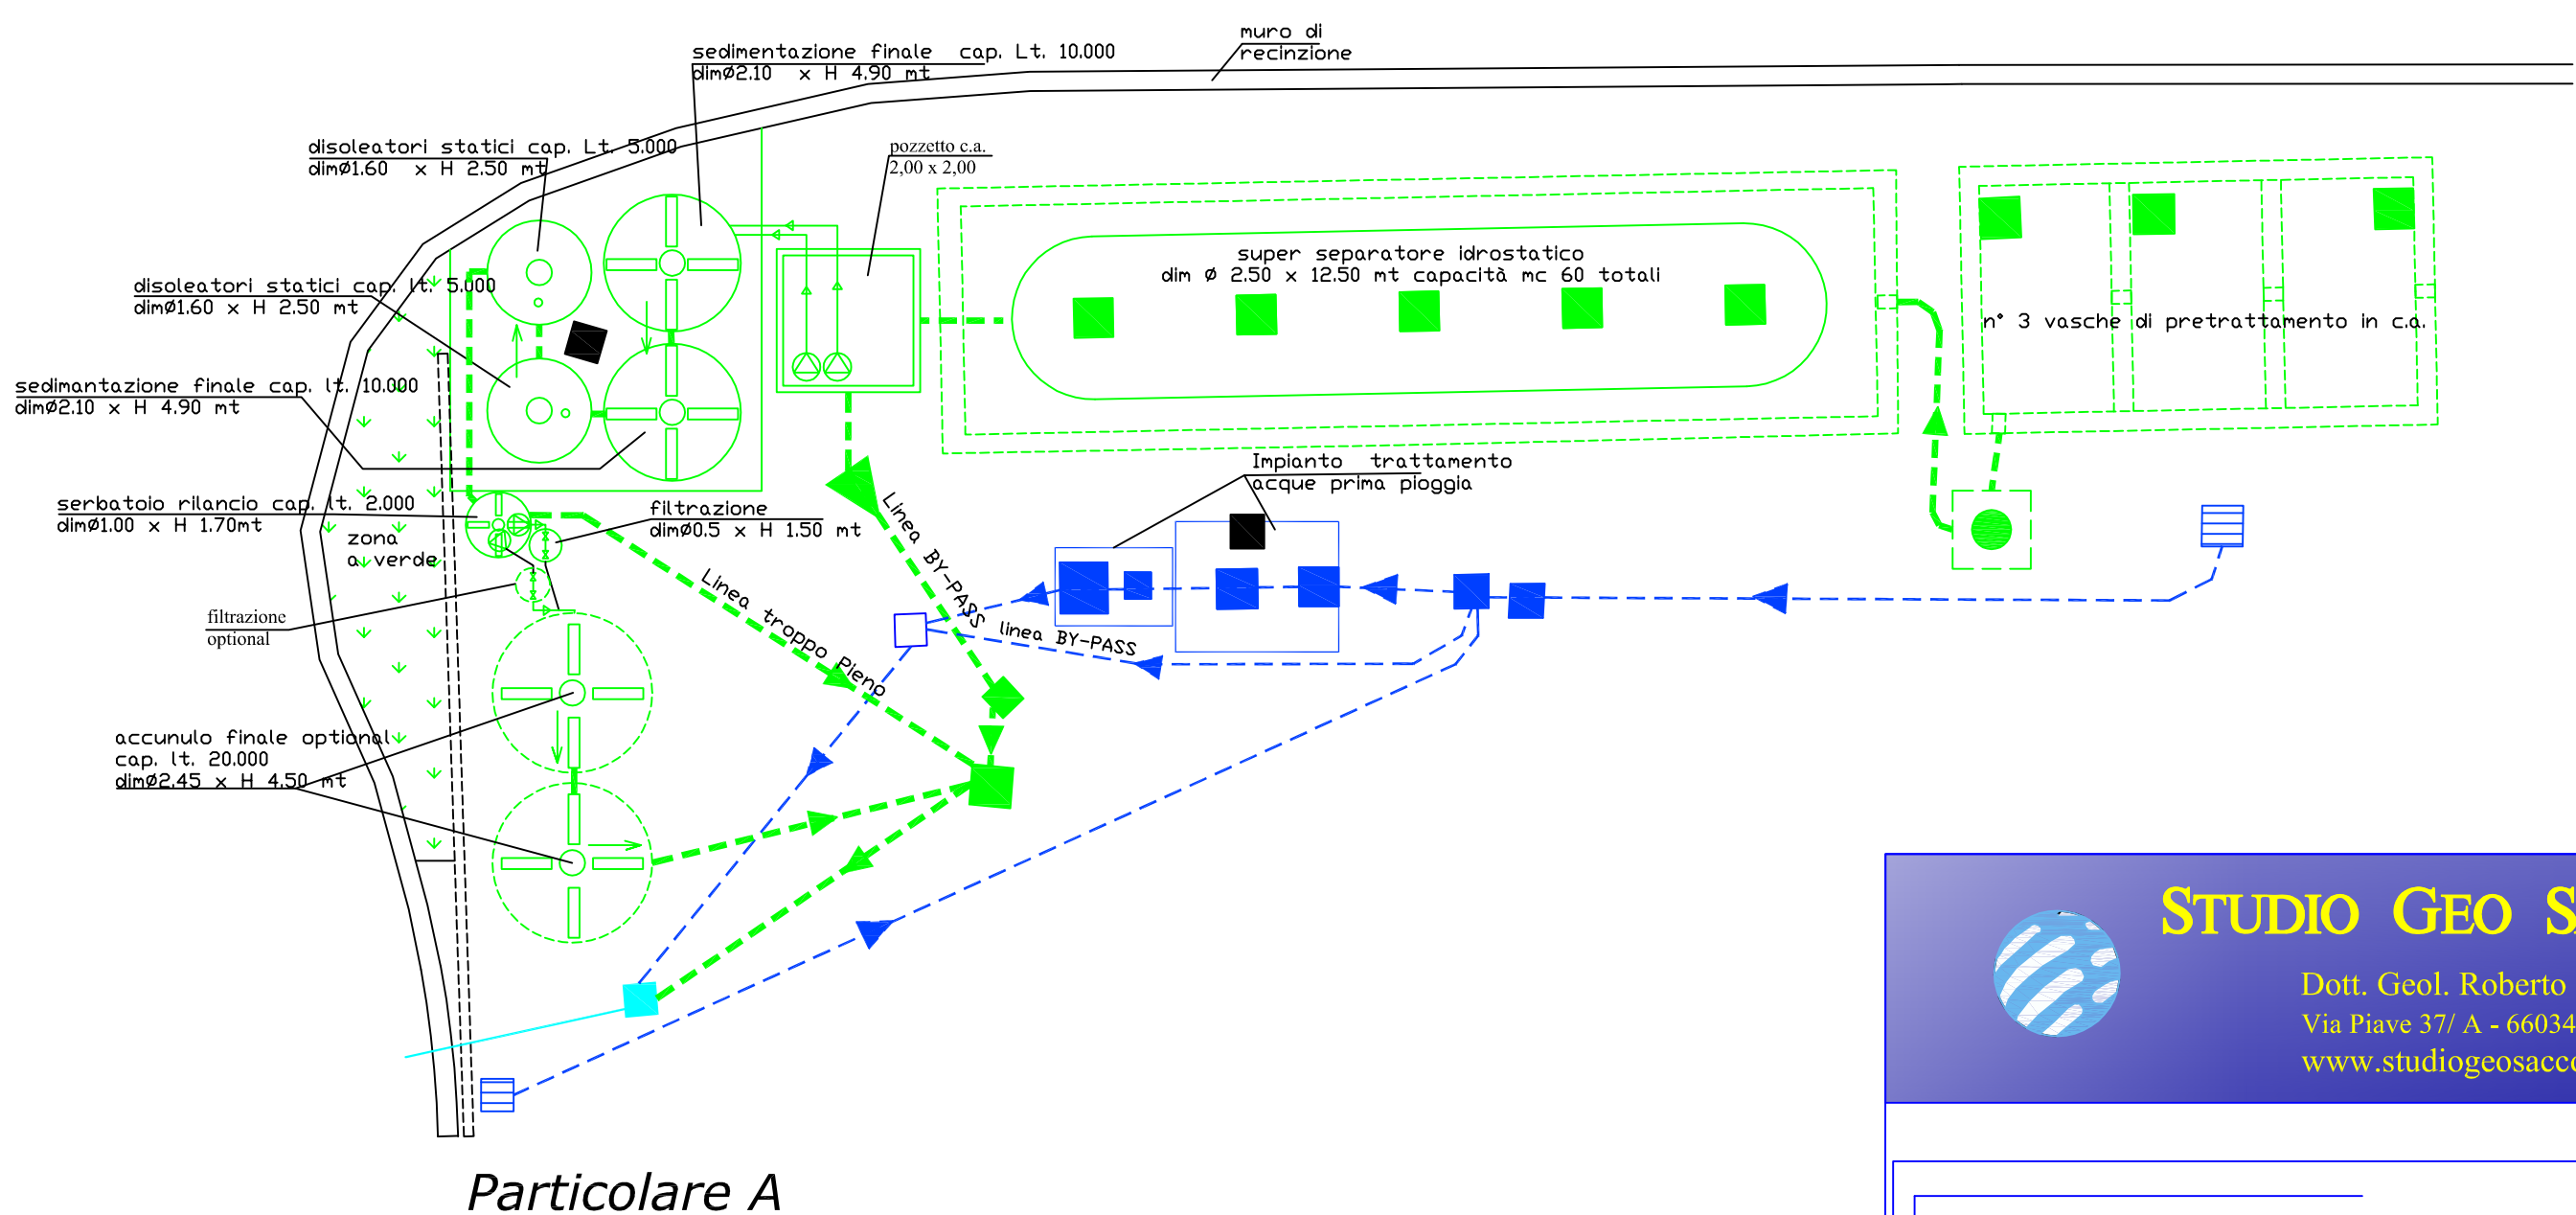 muro di
recinzione
sedimentazione finale cap. Lt. 10.000
dimØ2.10 x H 4.90 mt
disoleatori statici cap. Lt. 5.000
dimØ1.60 x H 2.50 mt
pozzetto c.a.
2,00 x 2,00
super separatore idrostatico
dim Ø 2.50 x 12.50 mt capacità mc 60 totali
disoleatori statici cap. lt. 5.000
dimØ1.60 x H 2.50 mt
n° 3 vasche di pretrattamento in c.a.
sedimantazione finale cap. lt. 10.000
dimØ2.10 x H 4.90 mt
Impianto trattamento
acque prima pioggia
serbatoio rilancio cap. lt. 2.000
dimØ1.00 x H 1.70mt
filtrazione
dimØ0.5 x H 1.50 mt
zona
a verde
Linea BY-PASS
linea BY-PASS
Linea troppo Pieno
filtrazione
optional
accunulo finale optional
cap. lt. 20.000
dimØ2.45 x H 4.50 mt
STUDIO GEO S
Dott. Geol. Roberto
Via Piave 37/ A - 66034
www.studiogeosacco
Particolare A